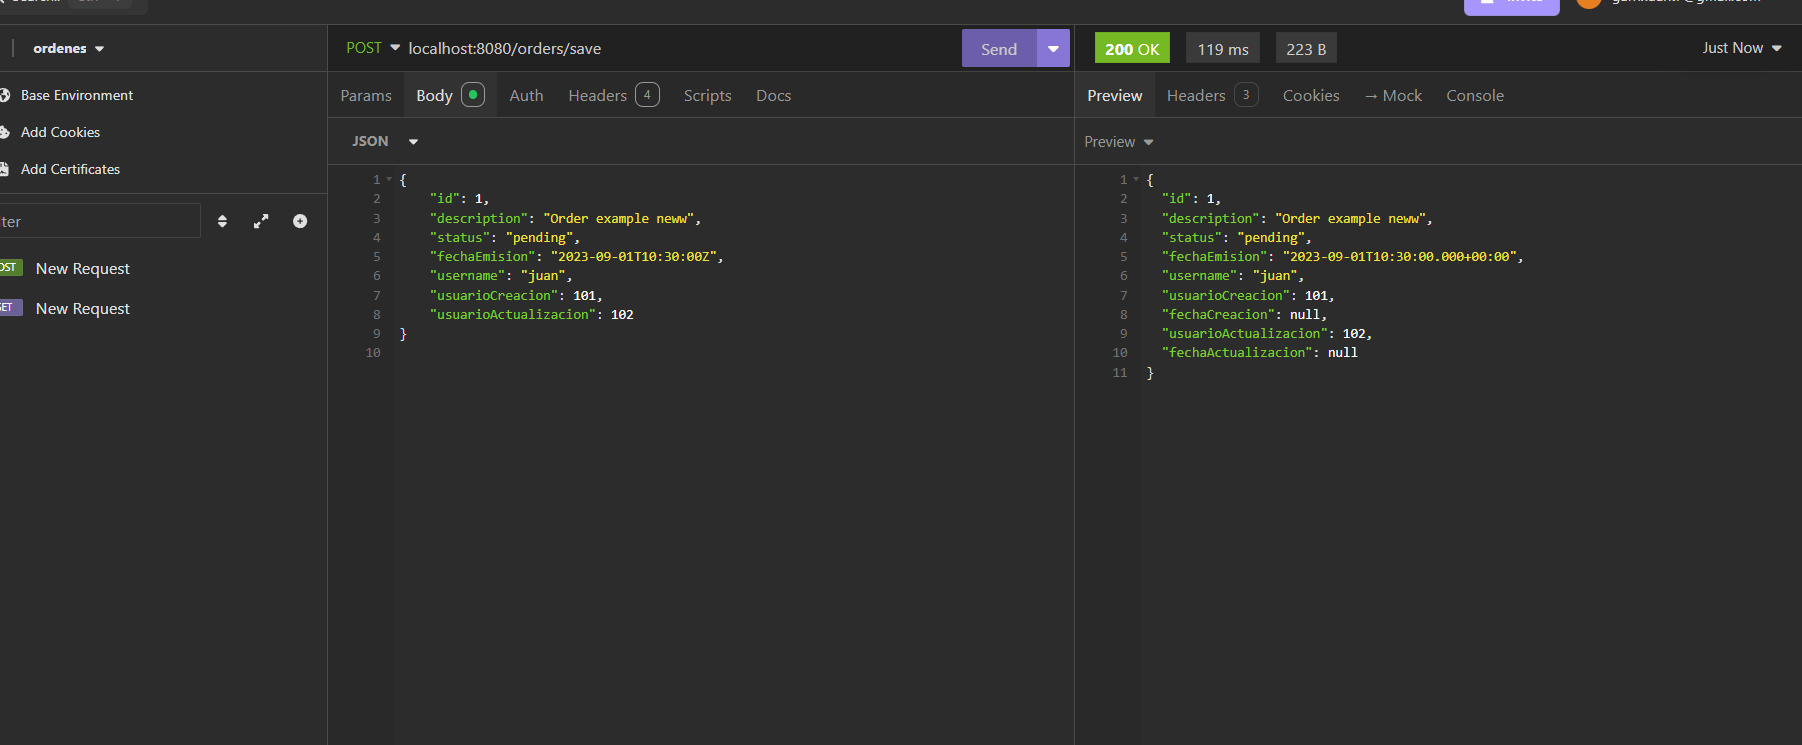 ordenes
Base Environment
Add Cookies
Add Certificates
New Request
New Request
POST localhost:8080/orders/save
Send
Params Body Auth Headers 4 Scripts Docs
JSON
1 {
2 "id": 1,
3 "description": "Order example neww",
4 "status": "pending",
5 "fechaEmision": "2023-09-01T10:30:00Z",
6 "username": "juan",
7 "usuarioCreacion": 101,
8 "usuarioActualizacion": 102
9 }
10
200 OK 119 ms 223 B Just Now
Preview Headers 3 Cookies → Mock Console
Preview
1 {
2 "id": 1,
3 "description": "Order example neww",
4 "status": "pending",
5 "fechaEmision": "2023-09-01T10:30:00.000+00:00",
6 "username": "juan",
7 "usuarioCreacion": 101,
8 "fechaCreacion": null,
9 "usuarioActualizacion": 102,
10 "fechaActualizacion": null
11 }